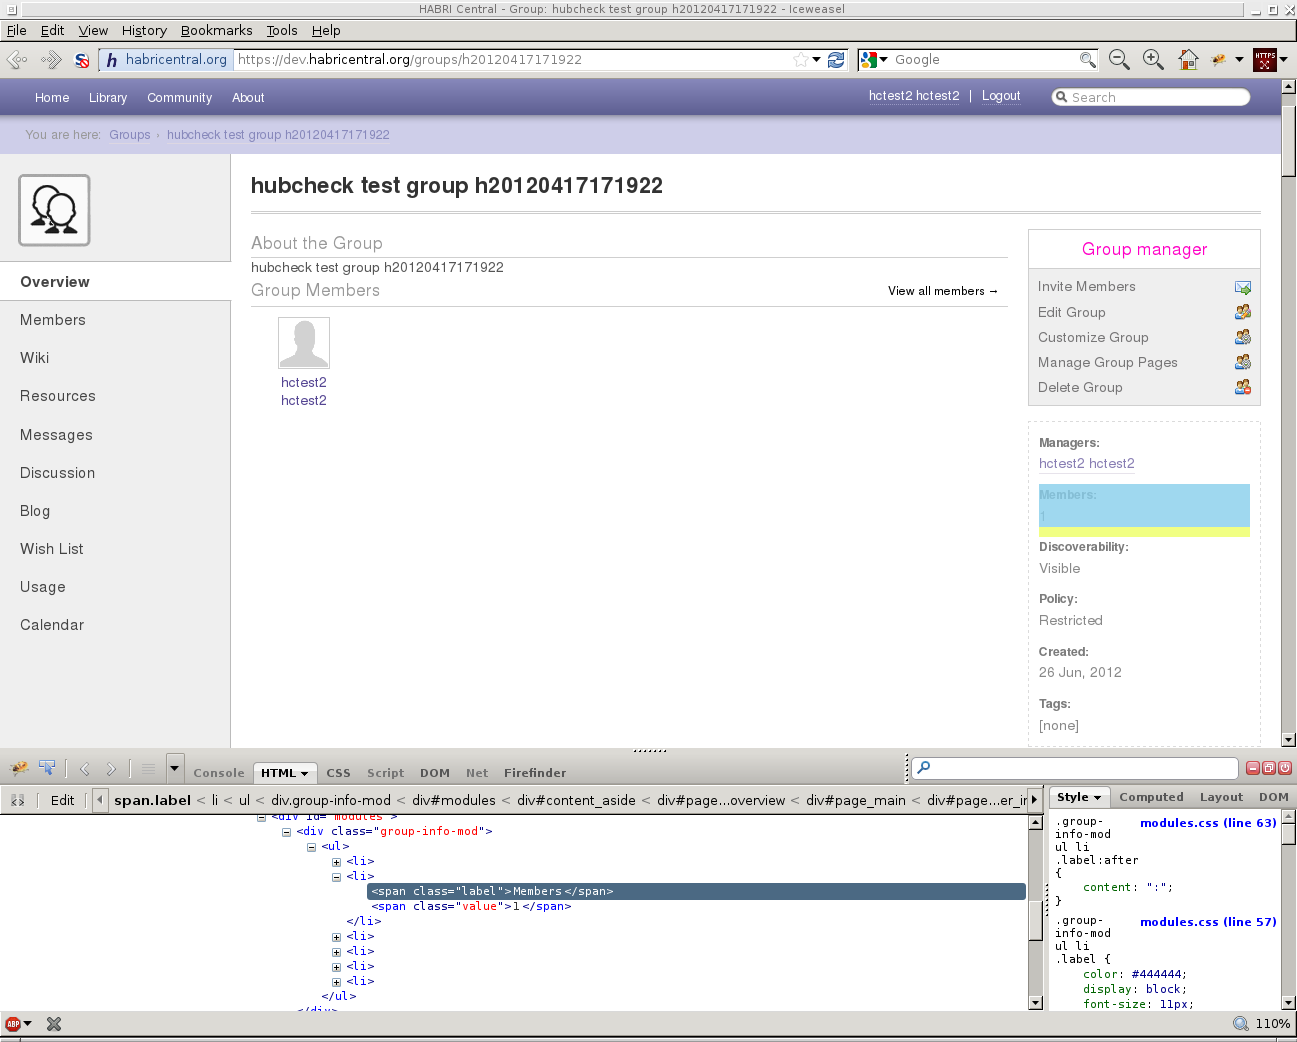 HABRI Central - Group: hubcheck test group h20120417171922 - Iceweasel
File Edit View History Bookmarks Tools Help
habricentral.org https://dev.habricentral.org/groups/h20120417171922 Google
Home Library Community About hctest2 hctest2 | Logout Search
You are here: Groups › hubcheck test group h20120417171922
hubcheck test group h20120417171922
Overview
Members
Wiki
Resources
Messages
Discussion
Blog
Wish List
Usage
Calendar
About the Group
hubcheck test group h20120417171922
Group Members View all members →
hctest2
hctest2
Group manager
Invite Members
Edit Group
Customize Group
Manage Group Pages
Delete Group
Managers:
hctest2 hctest2
Members:
1
Discoverability:
Visible
Policy:
Restricted
Created:
26 Jun, 2012
Tags:
[none]
Console HTML CSS Script DOM Net Firefinder
Edit span.label < li < ul < div.group-info-mod < div#modules < div#content_aside < div#page...overview < div#page_main < div#page...er_in
Style Computed Layout DOM
<div id="modules">
<div class="group-info-mod">
<ul>
<li>
<li>
<span class="label">Members</span>
<span class="value">1</span>
</li>
<li>
<li>
<li>
<li>
</ul>
</div>
.group-info-mod ul li .label:after modules.css (line 63)
{
content: ":";
}
.group-info-mod ul li .label { modules.css (line 57)
color: #444444;
display: block;
font-size: 11px;
ABP 110%